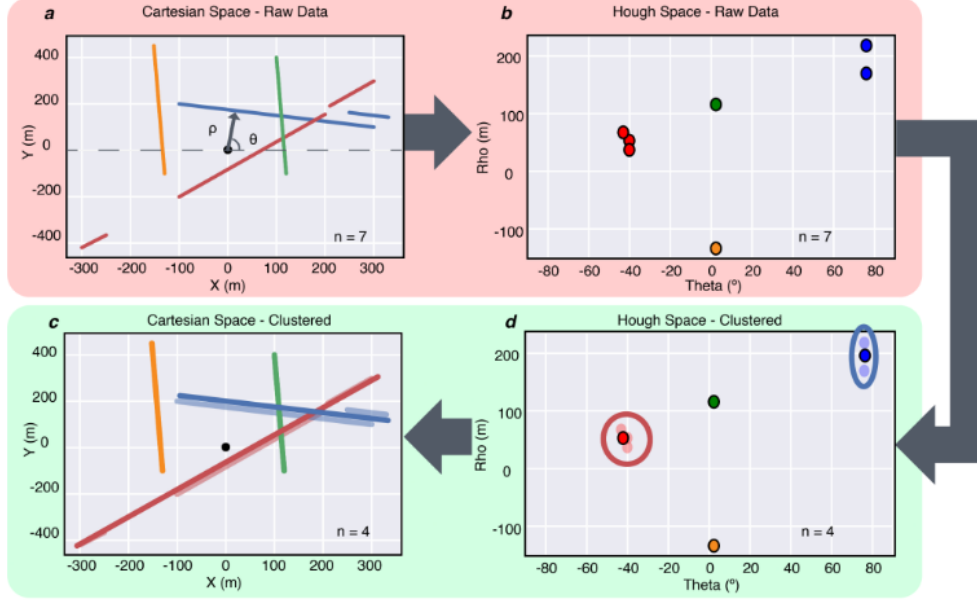 a Cartesian Space - Raw Data
400
200
0
-200
-400
Y (m)
ρ
θ
n = 7
-300 -200 -100 0 100 200 300
X (m)
b Hough Space - Raw Data
200
100
0
-100
Rho (m)
n = 7
-80 -60 -40 -20 0 20 40 60 80
Theta (º)
c Cartesian Space - Clustered
400
200
0
-200
-400
Y (m)
n = 4
-300 -200 -100 0 100 200 300
X (m)
d Hough Space - Clustered
200
100
0
-100
Rho (m)
n = 4
-80 -60 -40 -20 0 20 40 60 80
Theta (º)